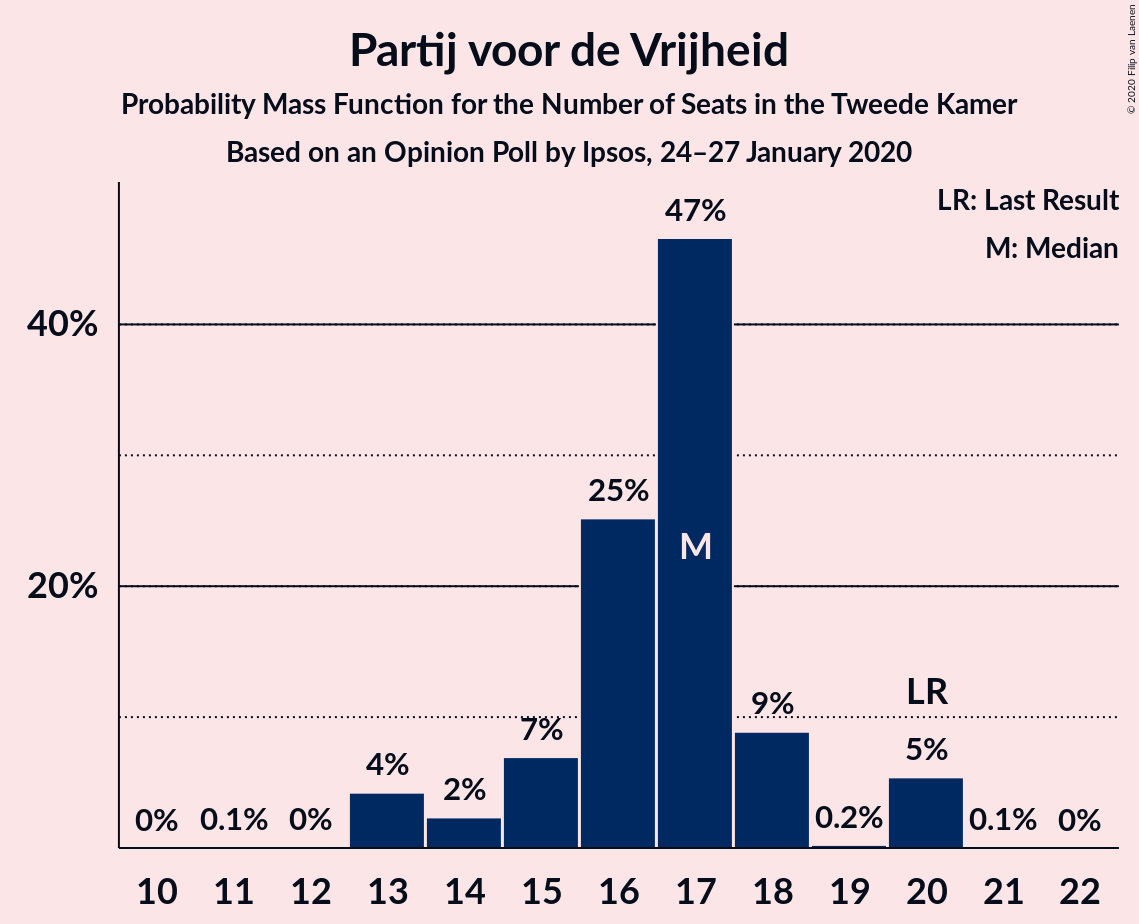 Partij voor de Vrijheid
Probability Mass Function for the Number of Seats in the Tweede Kamer
Based on an Opinion Poll by Ipsos, 24–27 January 2020
© 2020 Filip van Laenen
LR: Last Result
M: Median
47%
40%
25%
M
20%
LR
9%
7%
5%
4%
2%
0% 0.1% 0% 0.2% 0.1% 0%
10 11 12 13 14 15 16 17 18 19 20 21 22